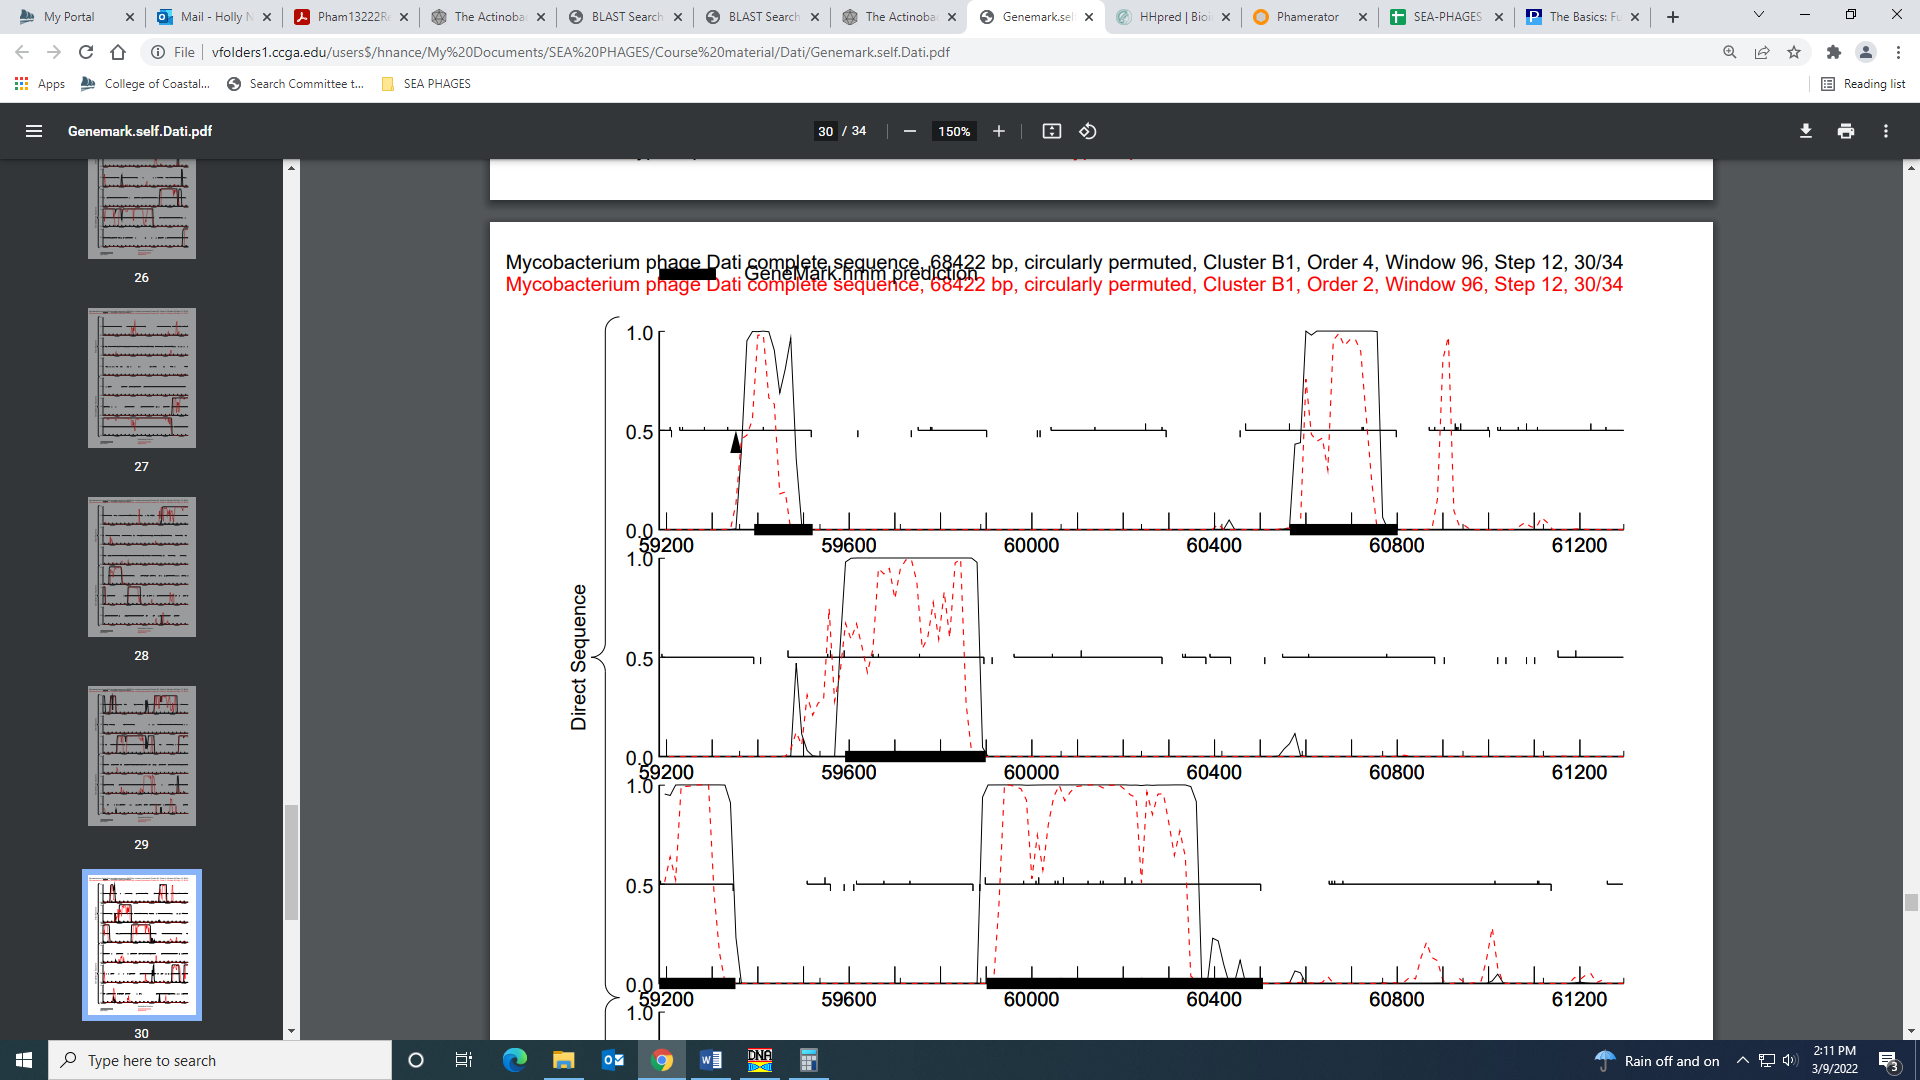 My Portal
Mail - Holly N
Pham13222Re
The Actinobac
BLAST Search
BLAST Search
The Actinobac
Genemark.self
HHpred | Bioi
Phamerator
SEA-PHAGES
The Basics: Fu
File vfolders1.ccga.edu/users$/hnance/My%20Documents/SEA%20PHAGES/Course%20material/Dati/Genemark.self.Dati.pdf
Apps College of Coastal... Search Committee t... SEA PHAGES Reading list
Genemark.self.Dati.pdf 30 / 34 150%
26
27
28
29
30
Mycobacterium phage Dati complete sequence, 68422 bp, circularly permuted, Cluster B1, Order 4, Window 96, Step 12, 30/34
GeneMark.hmm prediction
Mycobacterium phage Dati complete sequence, 68422 bp, circularly permuted, Cluster B1, Order 2, Window 96, Step 12, 30/34
Direct Sequence
1.0
0.5
0.0
59200 59600 60000 60400 60800 61200
1.0
0.5
0.0
59200 59600 60000 60400 60800 61200
1.0
0.5
0.0
59200 59600 60000 60400 60800 61200
1.0
Type here to search
DNA
Rain off and on
2:11 PM
3/9/2022
3